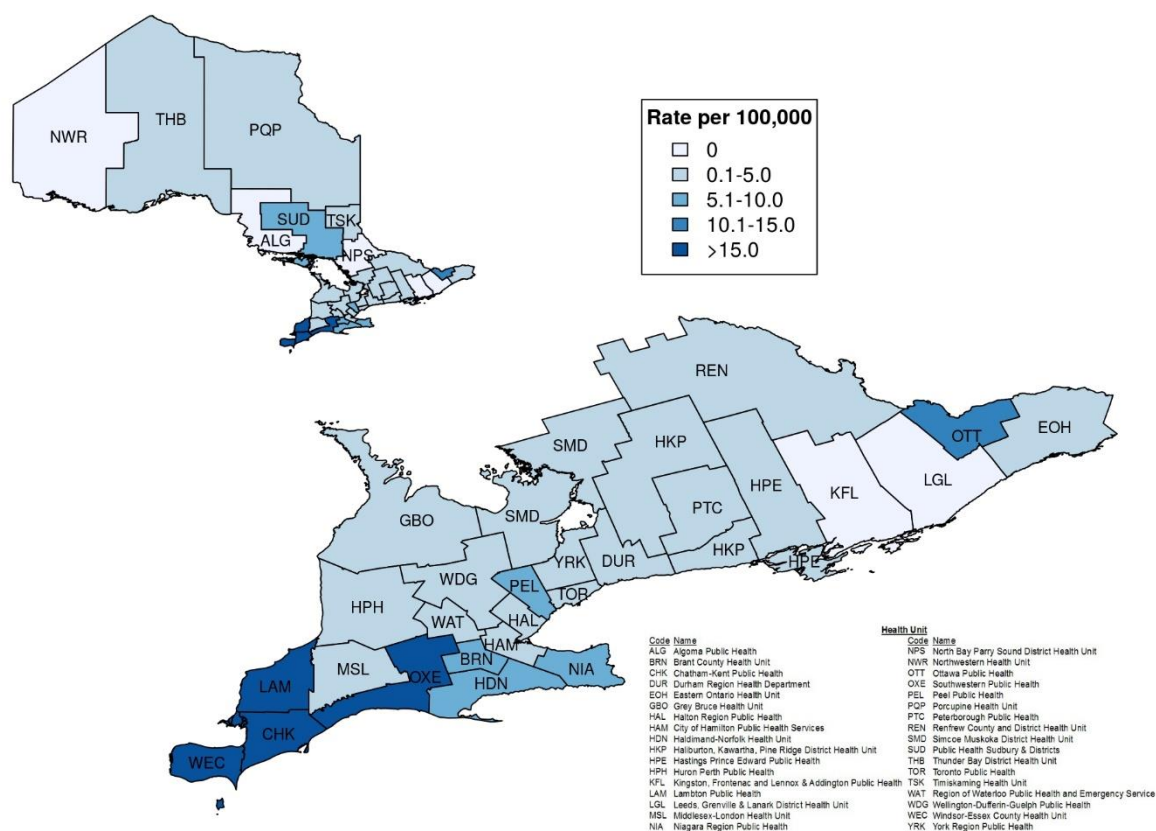 NWR
THB
PQP
SUD
TSK
ALG
NPS
Rate per 100,000
0
0.1-5.0
5.1-10.0
10.1-15.0
>15.0
REN
OTT
EOH
SMD
HKP
HPE
KFL
LGL
PTC
GBO
SMD
HKP
HPE
YRK
DUR
WDG
PEL
TOR
HPH
WAT
HAL
HAM
MSL
OXE
BRN
NIA
HDN
LAM
CHK
WEC
Health Unit
Code Name
ALG Algoma Public Health
BRN Brant County Health Unit
CHK Chatham-Kent Public Health
DUR Durham Region Health Department
EOH Eastern Ontario Health Unit
GBO Grey Bruce Health Unit
HAL Halton Region Public Health
HAM City of Hamilton Public Health Services
HDN Haldimand-Norfolk Health Unit
HKP Haliburton, Kawartha, Pine Ridge District Health Unit
HPE Hastings Prince Edward Public Health
HPH Huron Perth Public Health
KFL Kingston, Frontenac and Lennox & Addington Public Health
LAM Lambton Public Health
LGL Leeds, Grenville & Lanark District Health Unit
MSL Middlesex-London Health Unit
NIA Niagara Region Public Health
Code Name
NPS North Bay Parry Sound District Health Unit
NWR Northwestern Health Unit
OTT Ottawa Public Health
OXE Southwestern Public Health
PEL Peel Public Health
PQP Porcupine Health Unit
PTC Peterborough Public Health
REN Renfrew County and District Health Unit
SMD Simcoe Muskoka District Health Unit
SUD Public Health Sudbury & Districts
THB Thunder Bay District Health Unit
TOR Toronto Public Health
TSK Timiskaming Health Unit
WAT Region of Waterloo Public Health and Emergency Service
WDG Wellington-Dufferin-Guelph Public Health
WEC Windsor-Essex County Health Unit
YRK York Region Public Health